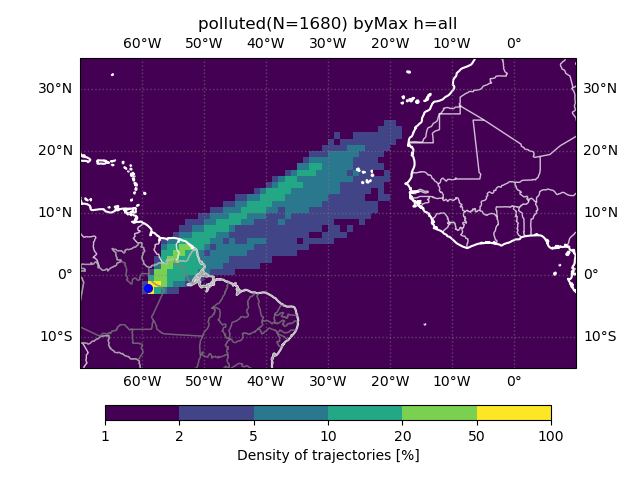 polluted(N=1680) byMax h=all
60°W 50°W 40°W 30°W 20°W 10°W 0°
30°N 30°N
20°N 20°N
10°N 10°N
0° 0°
10°S 10°S
60°W 50°W 40°W 30°W 20°W 10°W 0°
1 2 5 10 20 50 100
Density of trajectories [%]